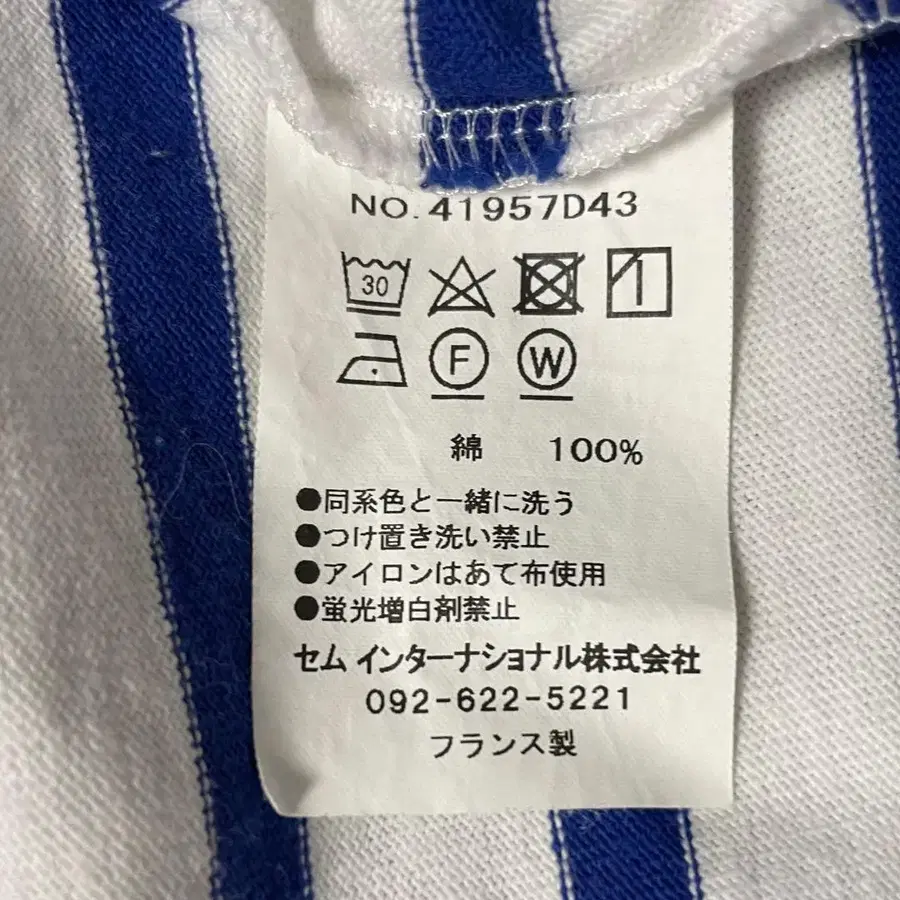 NO.41957D43
30
F W
綿 100%
●同系色と一緒に洗う
●つけ置き洗い禁止
●アイロンはあて布使用
●蛍光増白剤禁止
セム インターナショナル株式会社
092-622-5221
フランス製